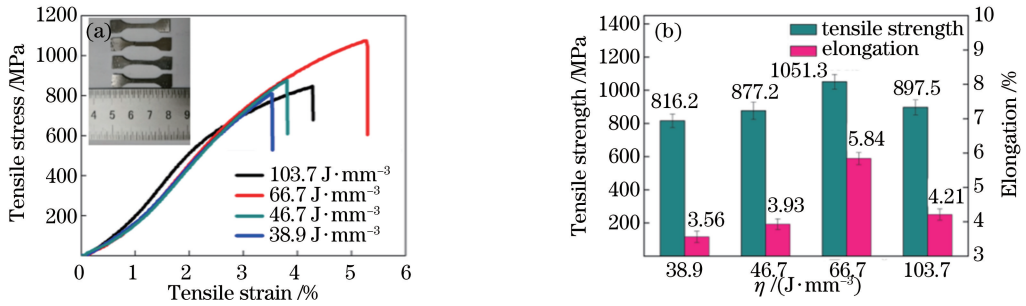 (a)
1200
1000
800
600
400
200
0
Tensile stress /MPa
4 5 6 7 8 9
103.7 J·mm⁻³
66.7 J·mm⁻³
46.7 J·mm⁻³
38.9 J·mm⁻³
0 1 2 3 4 5 6
Tensile strain /%
(b)
1400
1200
1000
800
600
400
200
Tensile strength /MPa
tensile strength
elongation
816.2
877.2
1051.3
897.5
3.56
3.93
5.84
4.21
10
9
8
7
6
5
4
3
Elongation /%
38.9 46.7 66.7 103.7
η /(J·mm⁻³)